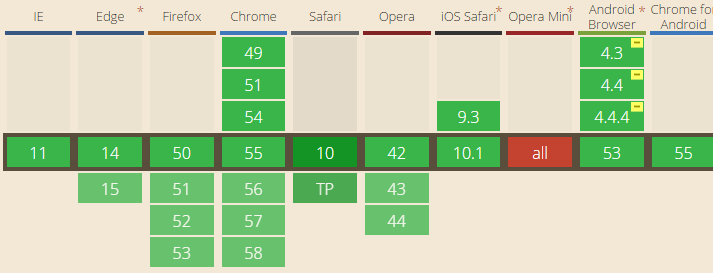 IE Edge * Firefox Chrome Safari Opera iOS Safari * Opera Mini * Android Browser * Chrome for Android
49 4.3
51 4.4
54 9.3 4.4.4
11 14 50 55 10 42 10.1 all 53 55
15 51 56 TP 43
52 57 44
53 58